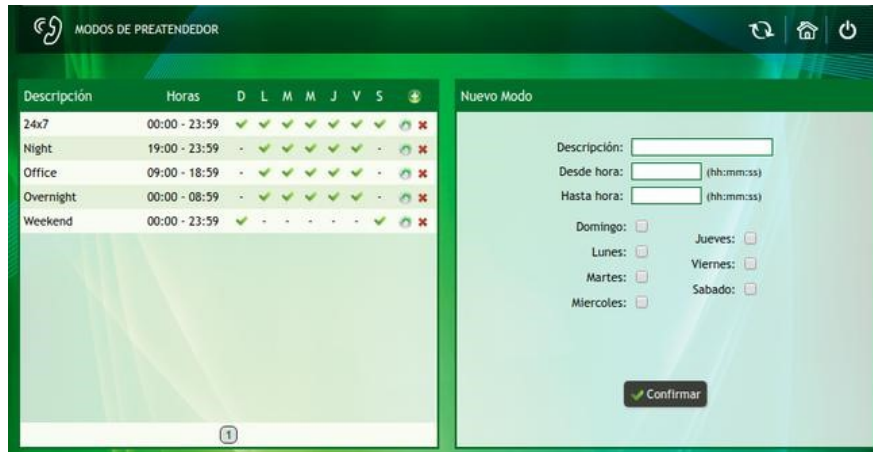 MODOS DE PREATENDEDOR
Descripción Horas D L M M J V S
24x7 00:00 - 23:59
Night 19:00 - 23:59 - -
Office 09:00 - 18:59 - -
Overnight 00:00 - 08:59 - -
Weekend 00:00 - 23:59 - - - - -
1
Nuevo Modo
Descripción:
Desde hora: (hh:mm:ss)
Hasta hora: (hh:mm:ss)
Domingo:
Lunes:
Martes:
Miercoles:
Jueves:
Viernes:
Sabado:
Confirmar